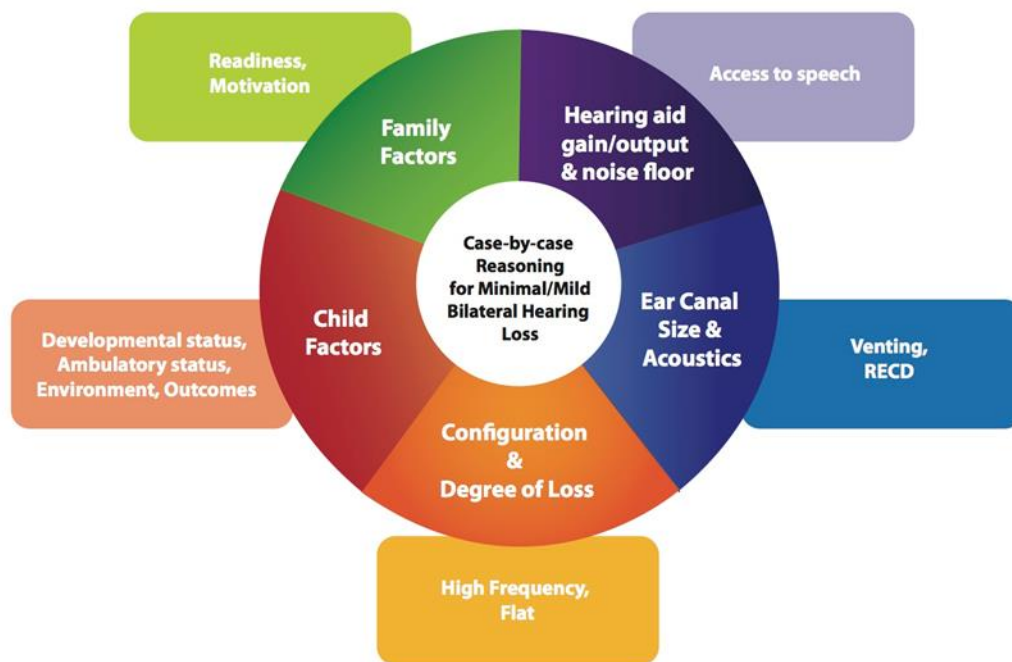 Readiness,
Motivation
Access to speech
Family
Factors
Hearing aid
gain/output
& noise floor
Case-by-case
Reasoning
for Minimal/Mild
Bilateral Hearing
Loss
Child
Factors
Ear Canal
Size &
Acoustics
Developmental status,
Ambulatory status,
Environment, Outcomes
Venting,
RECD
Configuration
&
Degree of Loss
High Frequency,
Flat